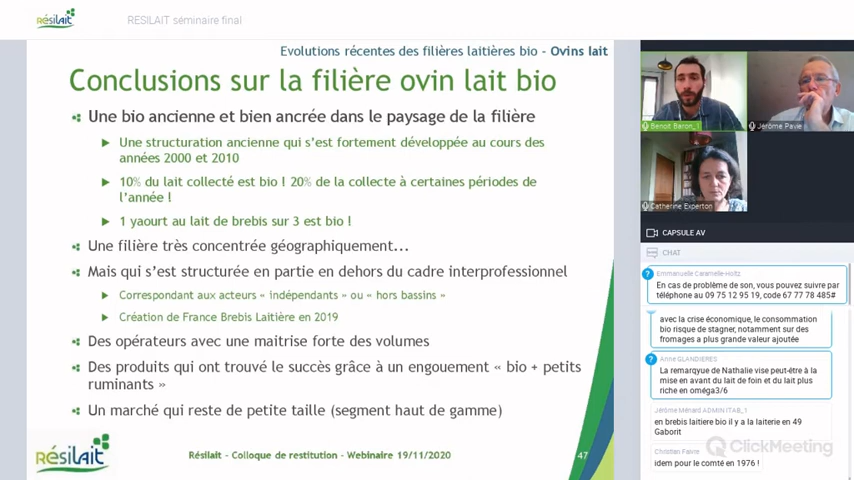 résilait
RESILAIT séminaire final
Evolutions récentes des filières laitières bio - Ovins lait
Conclusions sur la filière ovin lait bio
Une bio ancienne et bien ancrée dans le paysage de la filière
Une structuration ancienne qui s’est fortement développée au cours des
années 2000 et 2010
10% du lait collecté est bio ! 20% de la collecte à certaines périodes de
l’année !
1 yaourt au lait de brebis sur 3 est bio !
Une filière très concentrée géographiquement...
Mais qui s’est structurée en partie en dehors du cadre interprofessionnel
Correspondant aux acteurs « indépendants » ou « hors bassins »
Création de France Brebis Laitière en 2019
Des opérateurs avec une maitrise forte des volumes
Des produits qui ont trouvé le succès grâce à un engouement « bio + petits
ruminants »
Un marché qui reste de petite taille (segment haut de gamme)
résilait
Résilait - Colloque de restitution - Webinaire 19/11/2020
47
Benoit Baron_1
Jérôme Pavie
Catherine Experton
CAPSULE AV
CHAT
Emmanuelle Caramelle-Holtz
En cas de problème de son, vous pouvez suivre par
téléphone au 09 75 12 95 19, code 67 77 78 485#
avec la crise économique, le consommation
bio risque de stagner, notamment sur des
fromages a plus grande valeur ajoutée
Anne GLANDIERES
La remarqye de Nathalie vise peut-être à la
mise en avant du lait de foin et du lait plus
riche en oméga3/6
Jérôme Ménard ADMIN ITAB_1
en brebis laitiere bio il y a la laiterie en 49
Gaborit
Christian Faivre
idem pour le comté en 1976 !
ClickMeeting